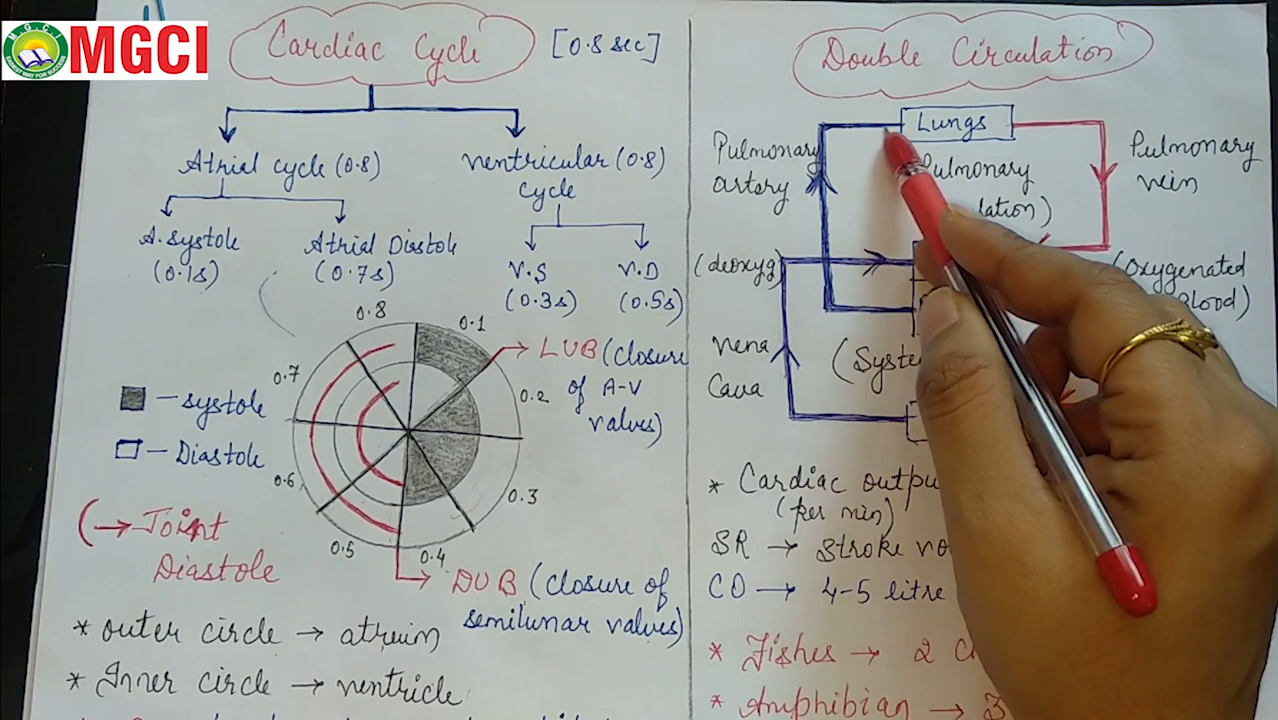 M.G.C.I
MGCI
Cardiac Cycle
[0.8 sec]
Atrial cycle (0.8)
ventricular (0.8)
cycle
A. Systole
(0.1s)
Atrial Diastole
(0.7s)
V.S
(0.3s)
V.D
(0.5s)
0.8
0.1
0.7
0.2
0.6
0.3
0.5
0.4
LUB (closure
of A-V
valves)
- systole
- Diastole
( → Joint
Diastole
DUB (closure of
semilunar valves)
* outer circle → atreium
* Inner circle → ventricle
Double Circulation
Lungs
Pulmonary
artery
Pulmonary
Pulmonary
vein
(deoxyg)
(Oxygenated
Blood)
vena
Cava
(Syste
* Cardiac outpu
(per min)
SR → Stroke vo
CO → 4-5 litre
* Fishes → 2 C
* Amphibian → 3